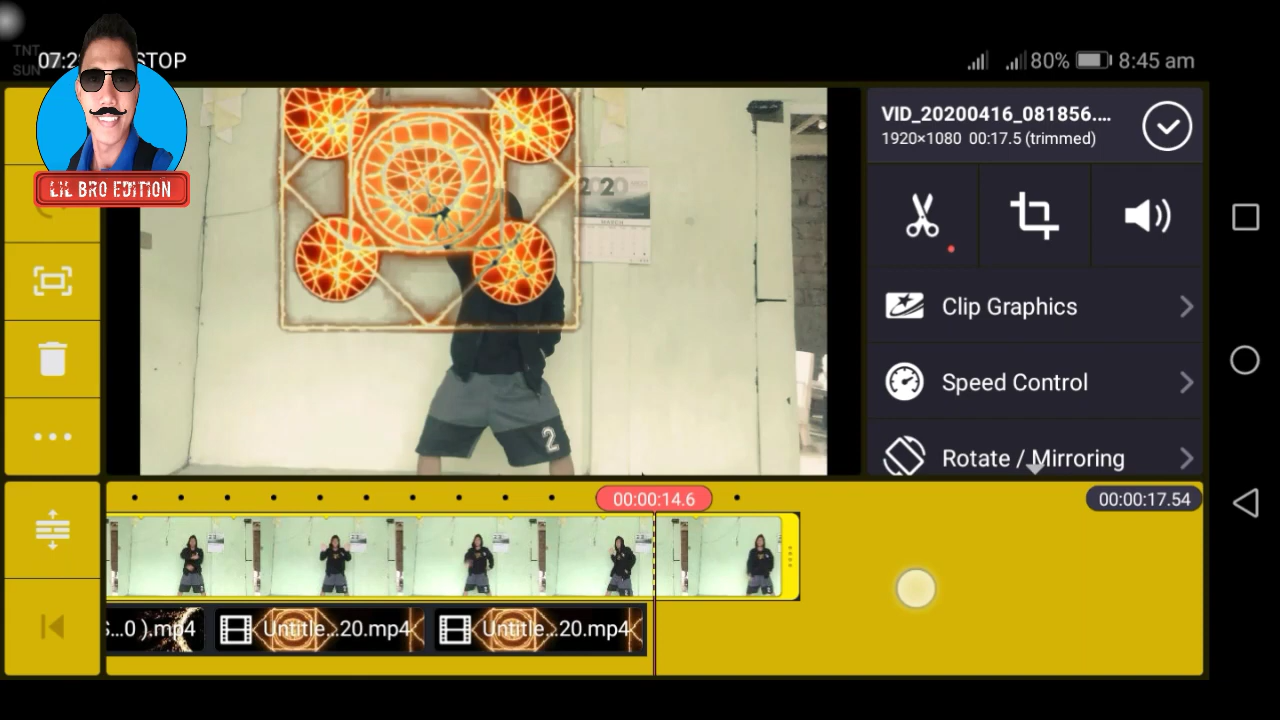 TNT
SUN
07:2
STOP
80%
8:45 am
LIL BRO EDITION
2020
MARCH
2
VID_20200416_081856....
1920×1080 00:17.5 (trimmed)
Clip Graphics
Speed Control
Rotate / Mirroring
00:00:14.6
00:00:17.54
S...0 ).mp4
Untitle...20.mp4
Untitle...20.mp4